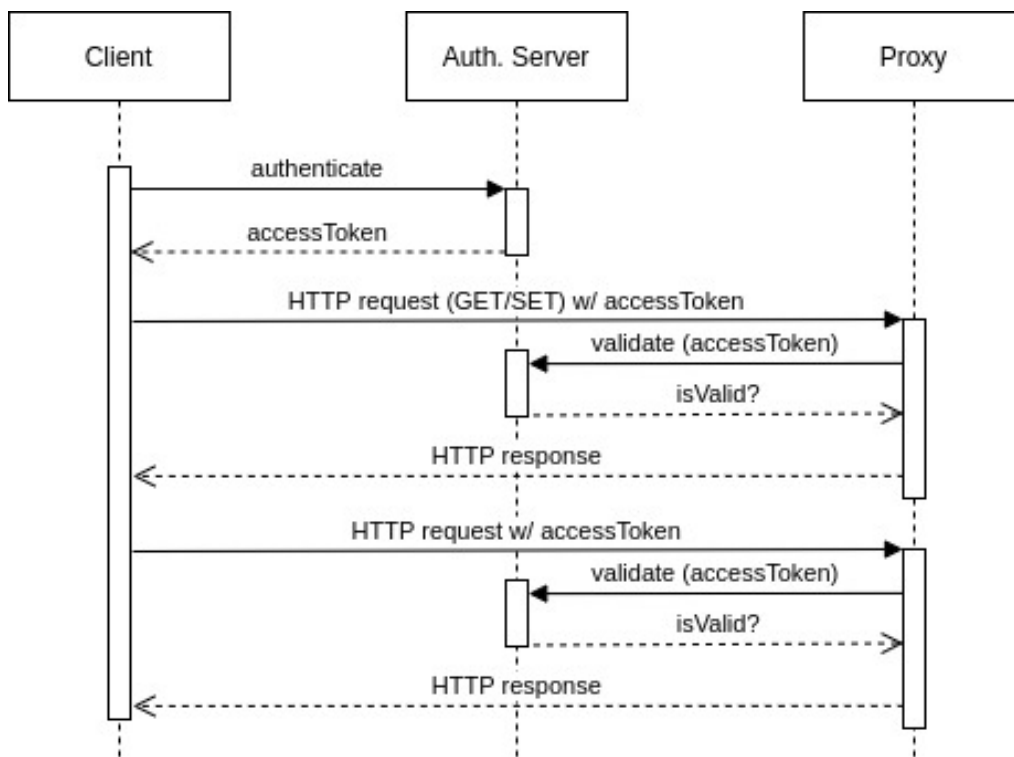 Client
Auth. Server
Proxy
authenticate
accessToken
HTTP request (GET/SET) w/ accessToken
validate (accessToken)
isValid?
HTTP response
HTTP request w/ accessToken
validate (accessToken)
isValid?
HTTP response